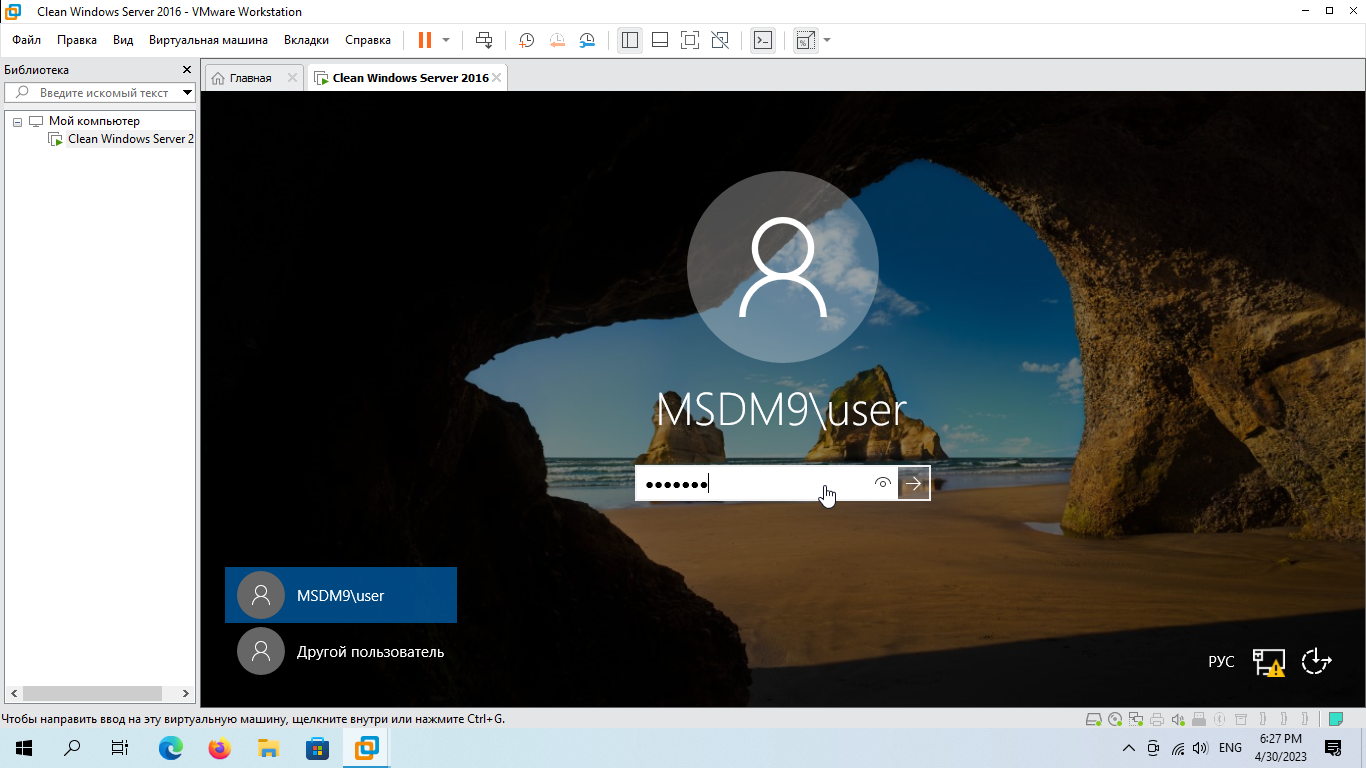 Clean Windows Server 2016 - VMware Workstation
Файл Правка Вид Виртуальная машина Вкладки Справка
Библиотека
Введите искомый текст
Мой компьютер
Clean Windows Server 2
Главная
Clean Windows Server 2016
MSDM9\user
MSDM9\user
Другой пользователь
РУС
Чтобы направить ввод на эту виртуальную машину, щелкните внутри или нажмите Ctrl+G.
ENG
6:27 PM
4/30/2023